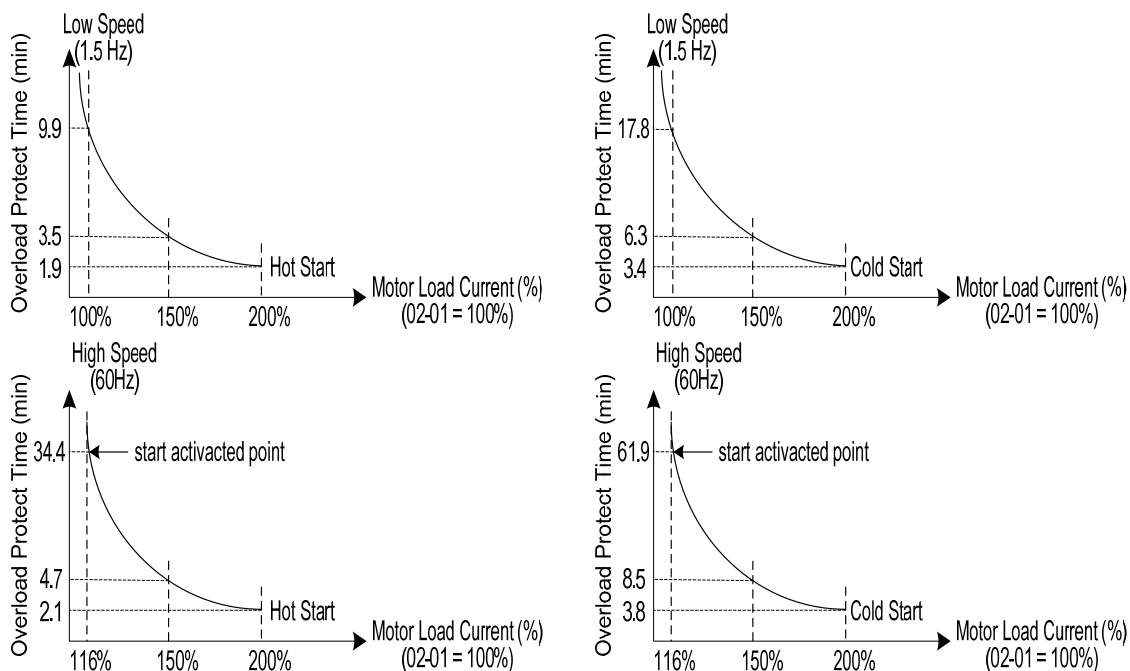 Low Speed
(1.5 Hz)
Overload Protect Time (min)
9.9
3.5
1.9
Hot Start
100%
150%
200%
Motor Load Current (%)
(02-01 = 100%)
Low Speed
(1.5 Hz)
Overload Protect Time (min)
17.8
6.3
3.4
Cold Start
100%
150%
200%
Motor Load Current (%)
(02-01 = 100%)
High Speed
(60Hz)
Overload Protect Time (min)
34.4
start activacted point
4.7
2.1
Hot Start
116%
150%
200%
Motor Load Current (%)
(02-01 = 100%)
High Speed
(60Hz)
Overload Protect Time (min)
61.9
start activacted point
8.5
3.8
Cold Start
116%
150%
200%
Motor Load Current (%)
(02-01 = 100%)